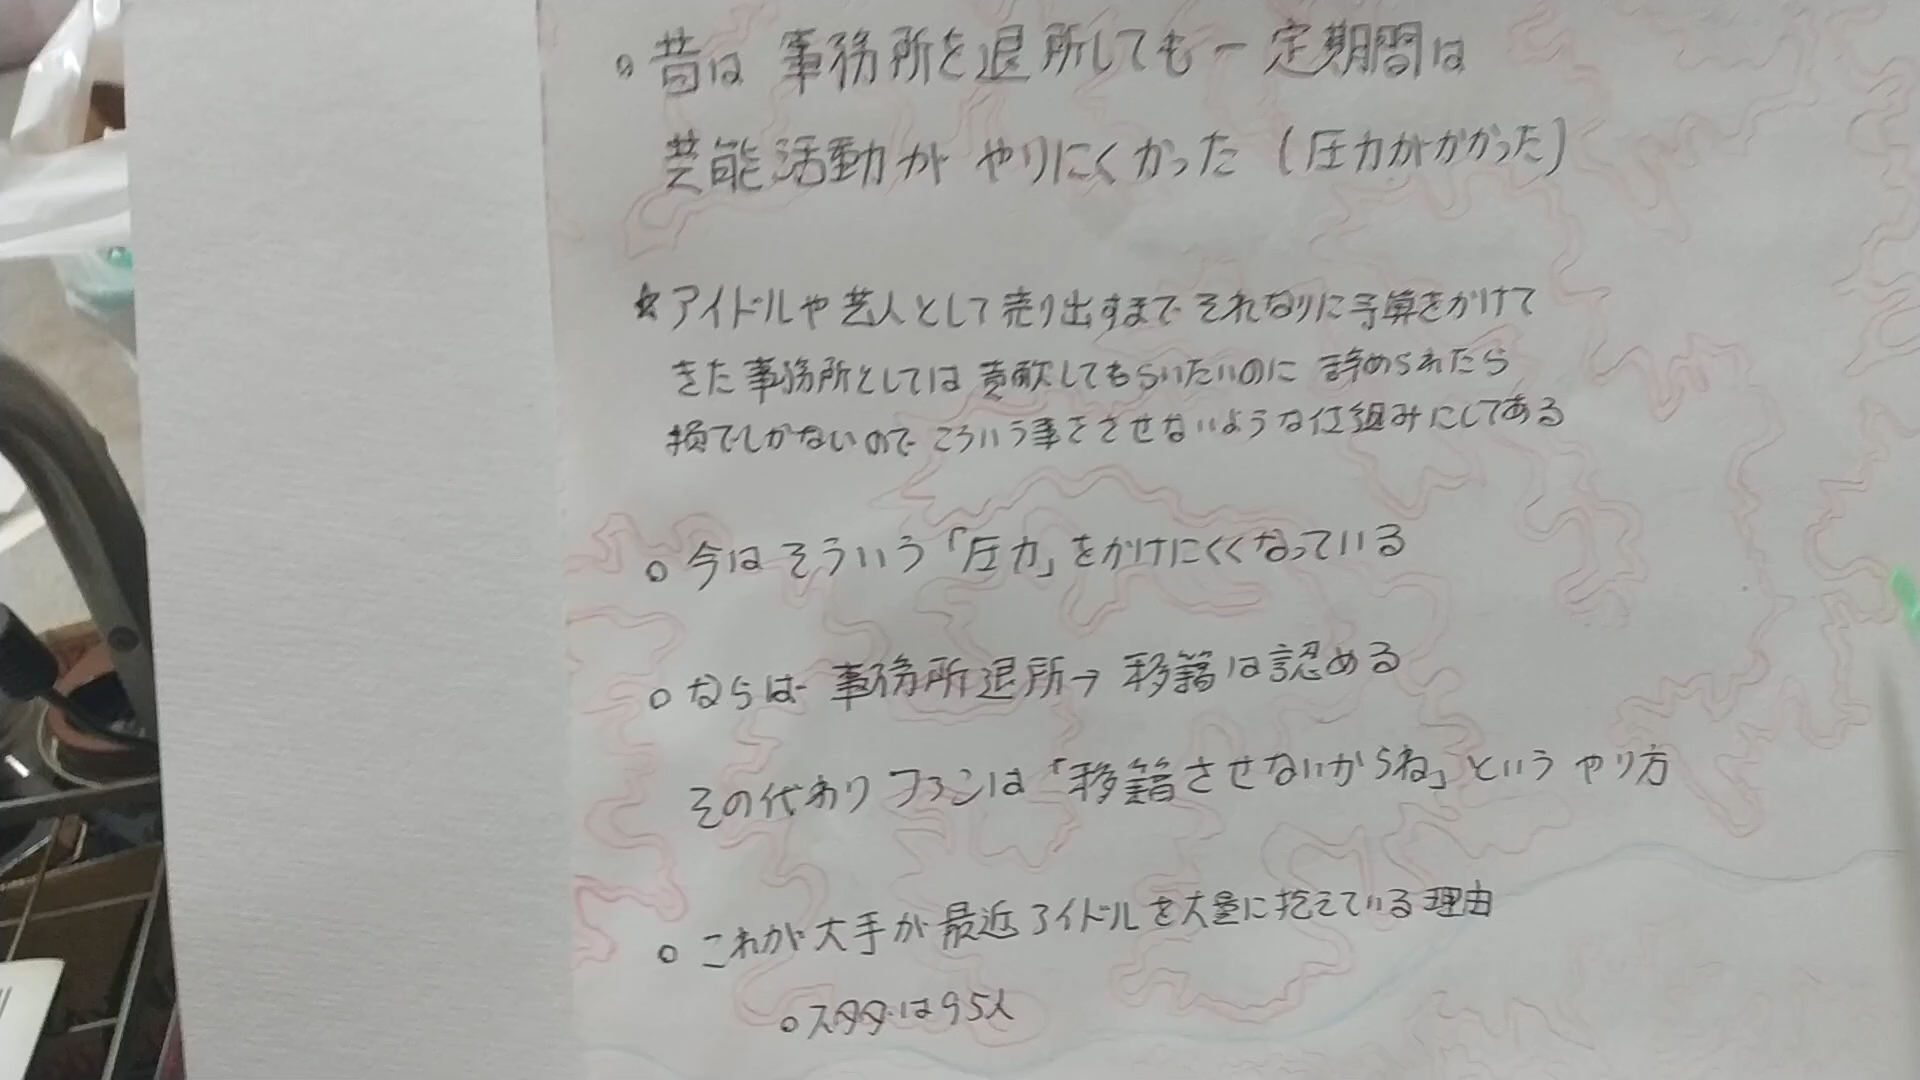 ○ 昔は 事務所を退所しても一定期間は
芸能活動が やりにくかった (圧力がかかった)
★アイドルや芸人として売り出すまで それなりに予算をかけて
きた事務所としては貢献してもらいたいのに 辞められたら
損でしかないので こういう事をさせないような仕組みにしてある
○ 今は そういう「圧力」をかけにくくなっている
○ ならば 事務所退所→移籍は認める
その代わり ファンは「移籍させないからね」という やり方
○ これが大手が最近アイドルを大量に抱えている理由
○スタダは95人